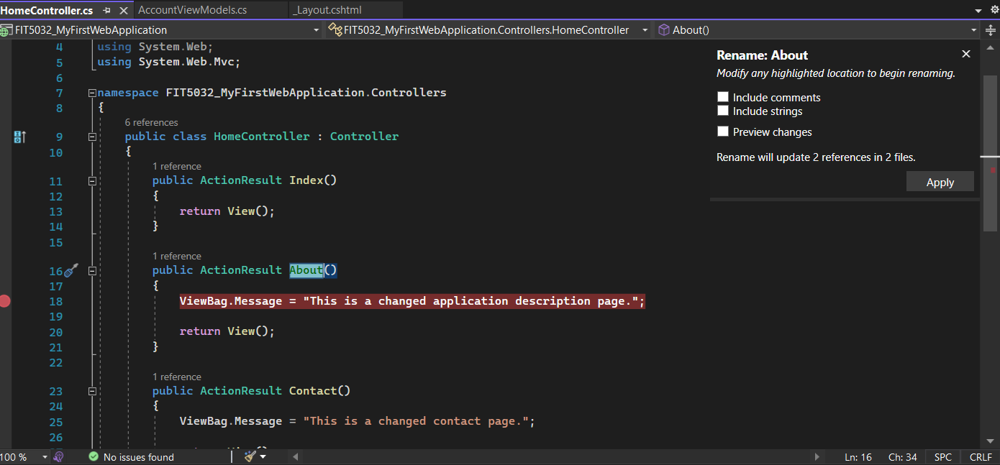 HomeController.cs
AccountViewModels.cs
_Layout.cshtml
FIT5032_MyFirstWebApplication
FIT5032_MyFirstWebApplication.Controllers.HomeController
About()
4 using System.Web;
5 using System.Web.Mvc;
6
7 namespace FIT5032_MyFirstWebApplication.Controllers
8 {
6 references
9 public class HomeController : Controller
10 {
1 reference
11 public ActionResult Index()
12 {
13 return View();
14 }
15
1 reference
16 public ActionResult About()
17 {
18 ViewBag.Message = "This is a changed application description page.";
19
20 return View();
21 }
22
1 reference
23 public ActionResult Contact()
24 {
25 ViewBag.Message = "This is a changed contact page.";
26
Rename: About
Modify any highlighted location to begin renaming.
Include comments
Include strings
Preview changes
Rename will update 2 references in 2 files.
Apply
100 %
No issues found
Ln: 16
Ch: 34
SPC
CRLF